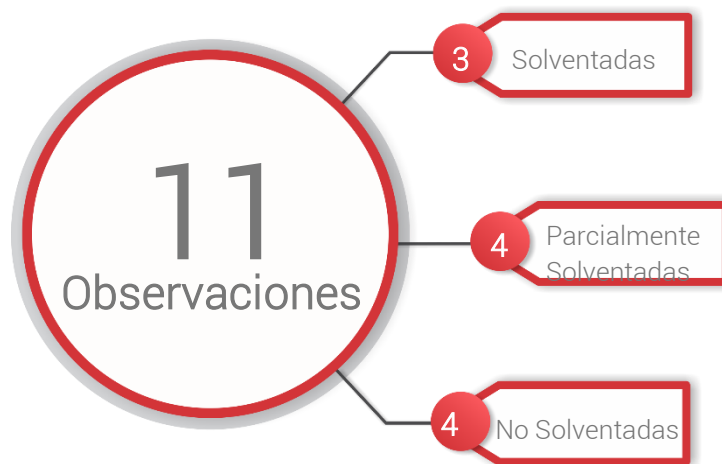 11
Observaciones
3
Solventadas
4
Parcialmente
Solventadas
4
No Solventadas